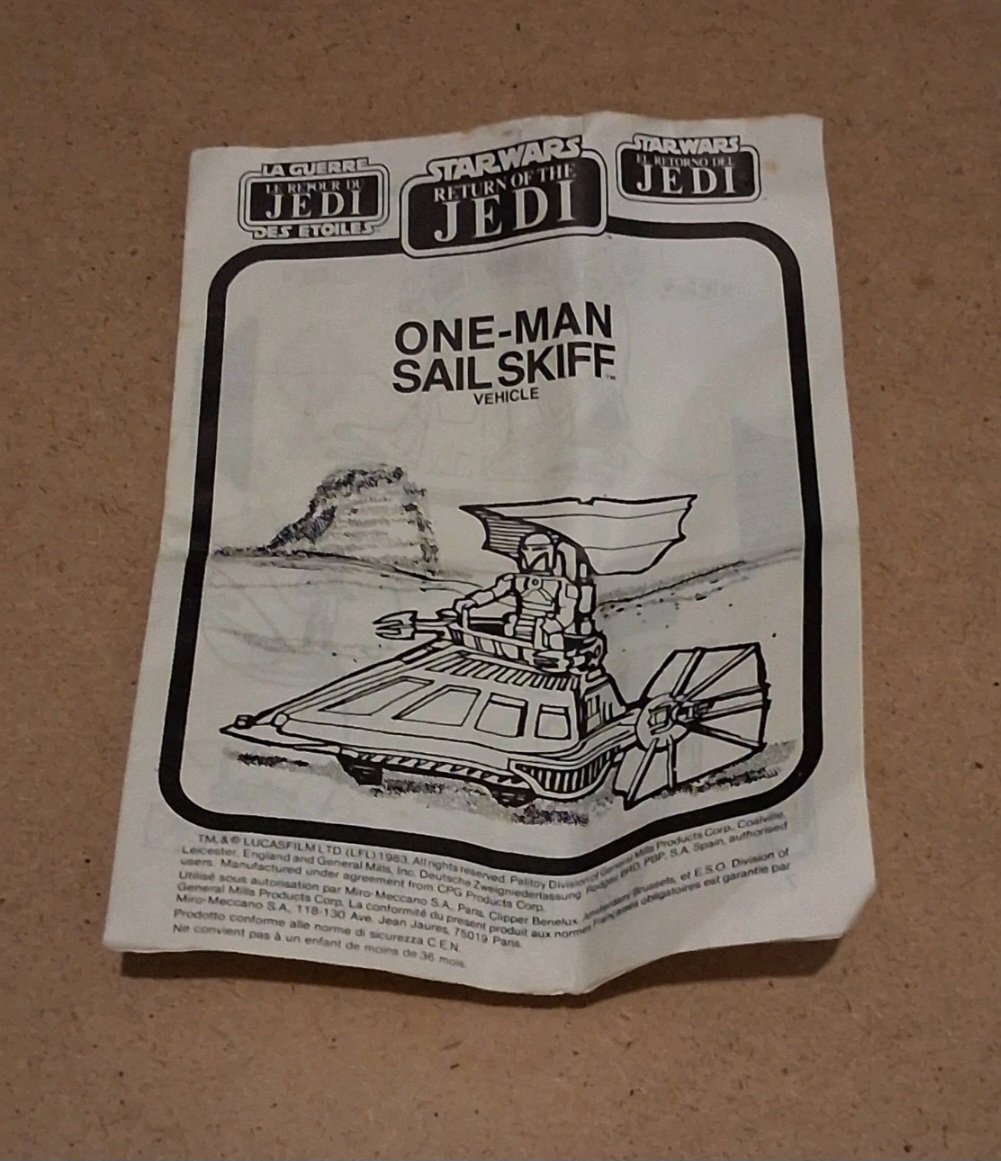 LA GUERRE
LE RETOUR DU
JEDI
DES ETOILES
STAR WARS
RETURN OF THE
JEDI
STAR WARS
EL RETORNO DEL
JEDI
ONE-MAN
SAIL SKIFF™
VEHICLE
TM, & © LUCASFILM LTD (LFL) 1983. All rights reserved. Palitoy Division of General Mills Products Corp., Coalville,
Leicester, England and General Mills, Inc. Deutsche Zweigniederlassung Rodgau BRD, PBP, S.A. Spain, authorised
users. Manufactured under agreement from CPG Products Corp.
Utilisé sous autorisation par Miro-Meccano S.A., Paris, Clipper Benelux, Amsterdam Brussels, et E.S.O. Division of
General Mills Products Corp. La conformité du present produit aux normes Françaises obligatoires est garantie par
Miro-Meccano S.A., 118-130 Ave. Jean Jaures, 75019 Paris.
Prodotto conforme alle norme di sicurezza C.E.N.
Ne convient pas à un enfant de moins de 36 mois.